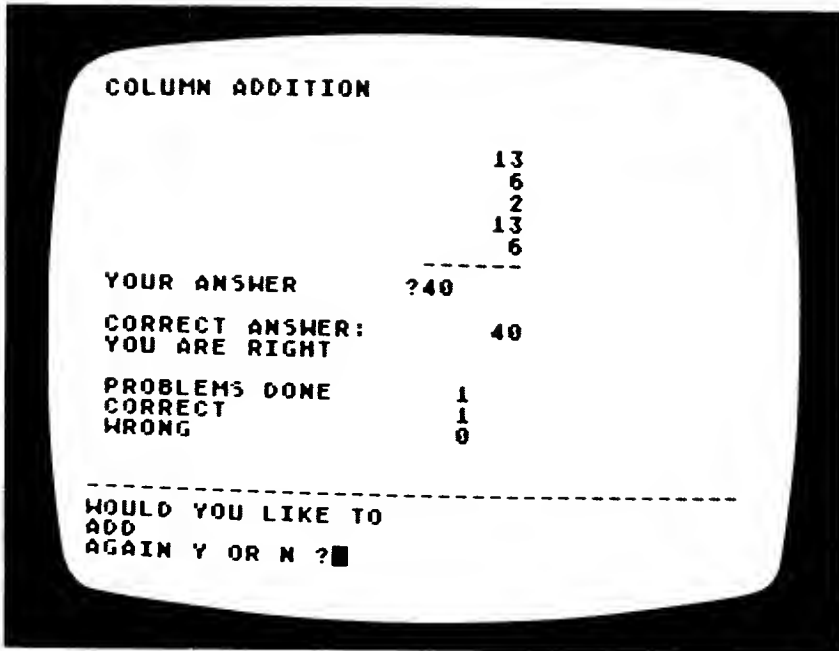 COLUMN ADDITION
13
6
2
13
6
------
YOUR ANSWER ?40
CORRECT ANSWER: 40
YOU ARE RIGHT
PROBLEMS DONE 1
CORRECT 1
WRONG 0
----------------------------------------
WOULD YOU LIKE TO
ADD
AGAIN Y OR N ?